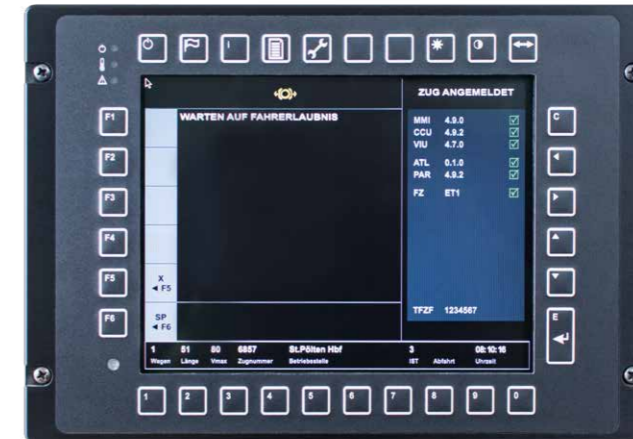 ZUG ANGEMELDET
WARTEN AUF FAHRERLAUBNIS
MMI 4.9.0
CCU 4.9.2
VIU 4.7.0
ATL 0.1.0
PAR 4.9.2
FZ ET1
F1
F2
F3
F4
F5
F6
C
E
X
◄ F5
SP
◄ F6
TFZF 1234567
1 51 80 6857 St.Pölten Hbf 3 08:10:16
Wagen Länge Vmax Zugnummer Betriebsstelle IST Abfahrt Uhrzeit
1 2 3 4 5 6 7 8 9 0